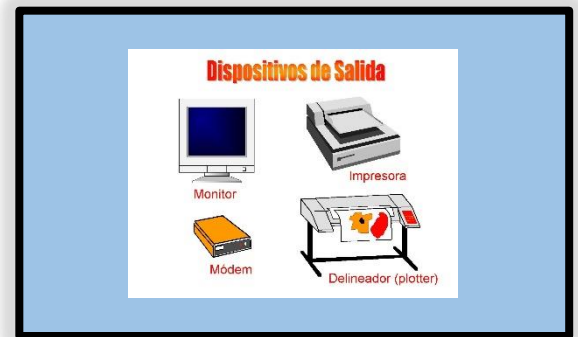 Dispositivos de Salida
Monitor
Impresora
Módem
Delineador (plotter)